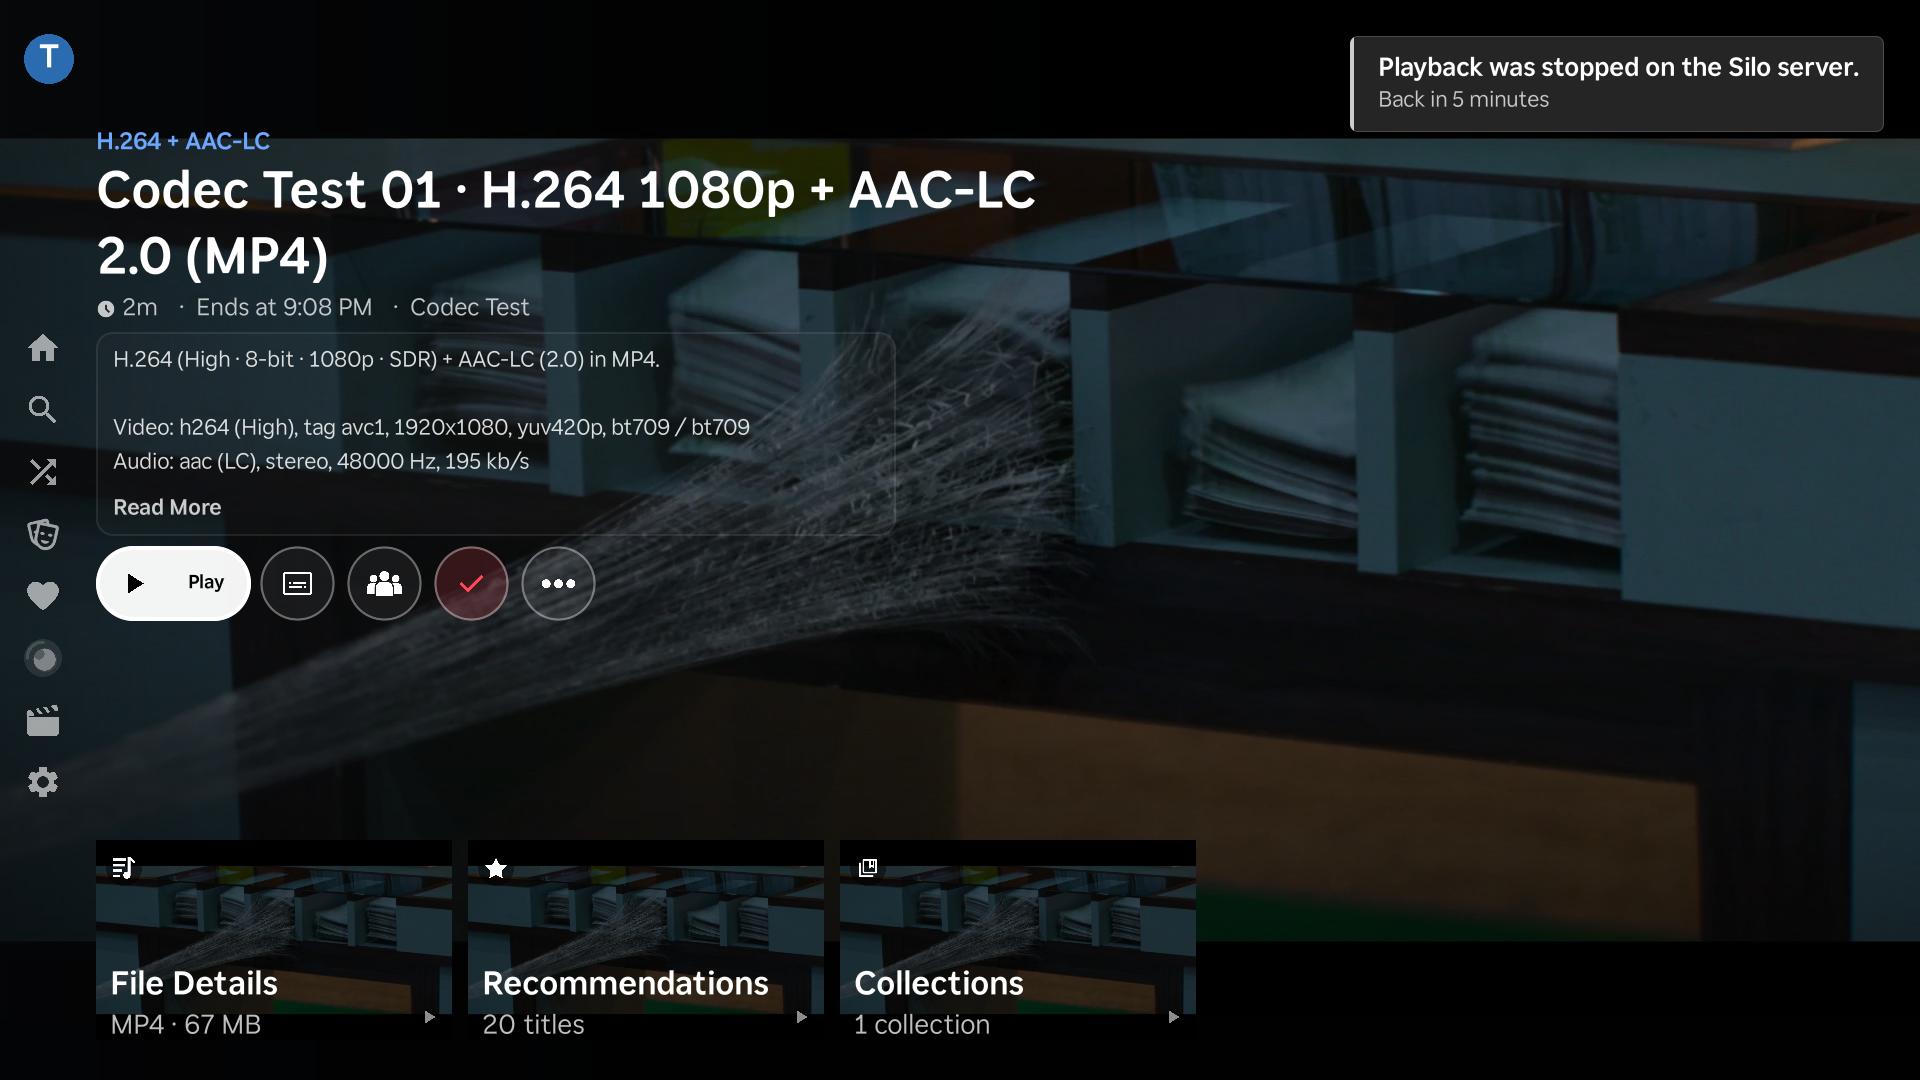 T
Playback was stopped on the Silo server.
Back in 5 minutes
H.264 + AAC-LC
Codec Test 01 · H.264 1080p + AAC-LC
2.0 (MP4)
2m · Ends at 9:08 PM · Codec Test
H.264 (High · 8-bit · 1080p · SDR) + AAC-LC (2.0) in MP4.
Video: h264 (High), tag avc1, 1920x1080, yuv420p, bt709 / bt709
Audio: aac (LC), stereo, 48000 Hz, 195 kb/s
Read More
Play
File Details
MP4 · 67 MB
Recommendations
20 titles
Collections
1 collection